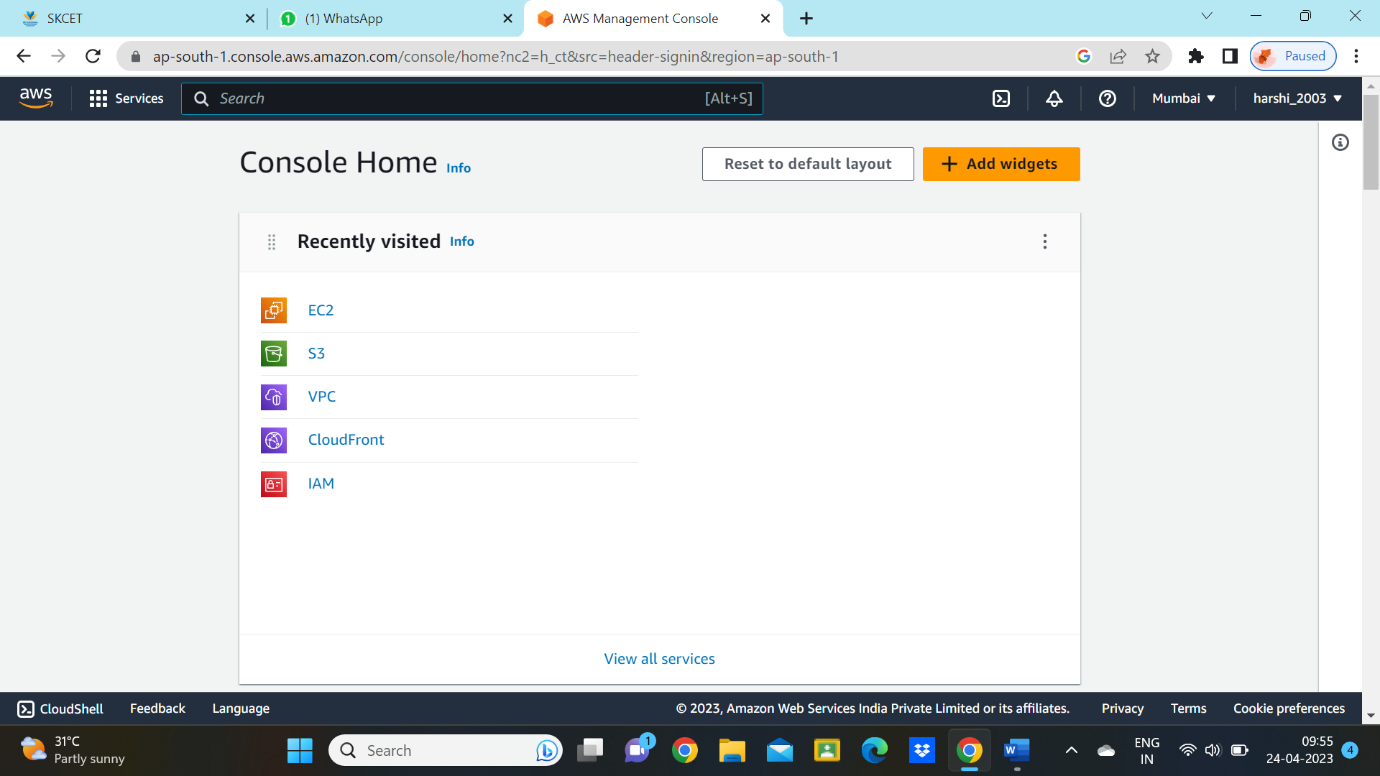 SKCET
(1) WhatsApp
AWS Management Console
ap-south-1.console.aws.amazon.com/console/home?nc2=h_ct&src=header-signin&region=ap-south-1
Paused
aws
Services
Search
[Alt+S]
Mumbai
harshi_2003
Console Home Info
Reset to default layout
Add widgets
Recently visited Info
EC2
S3
VPC
CloudFront
IAM
View all services
CloudShell
Feedback
Language
© 2023, Amazon Web Services India Private Limited or its affiliates.
Privacy
Terms
Cookie preferences
31°C
Partly sunny
Search
1
W
ENG
IN
09:55
24-04-2023
4